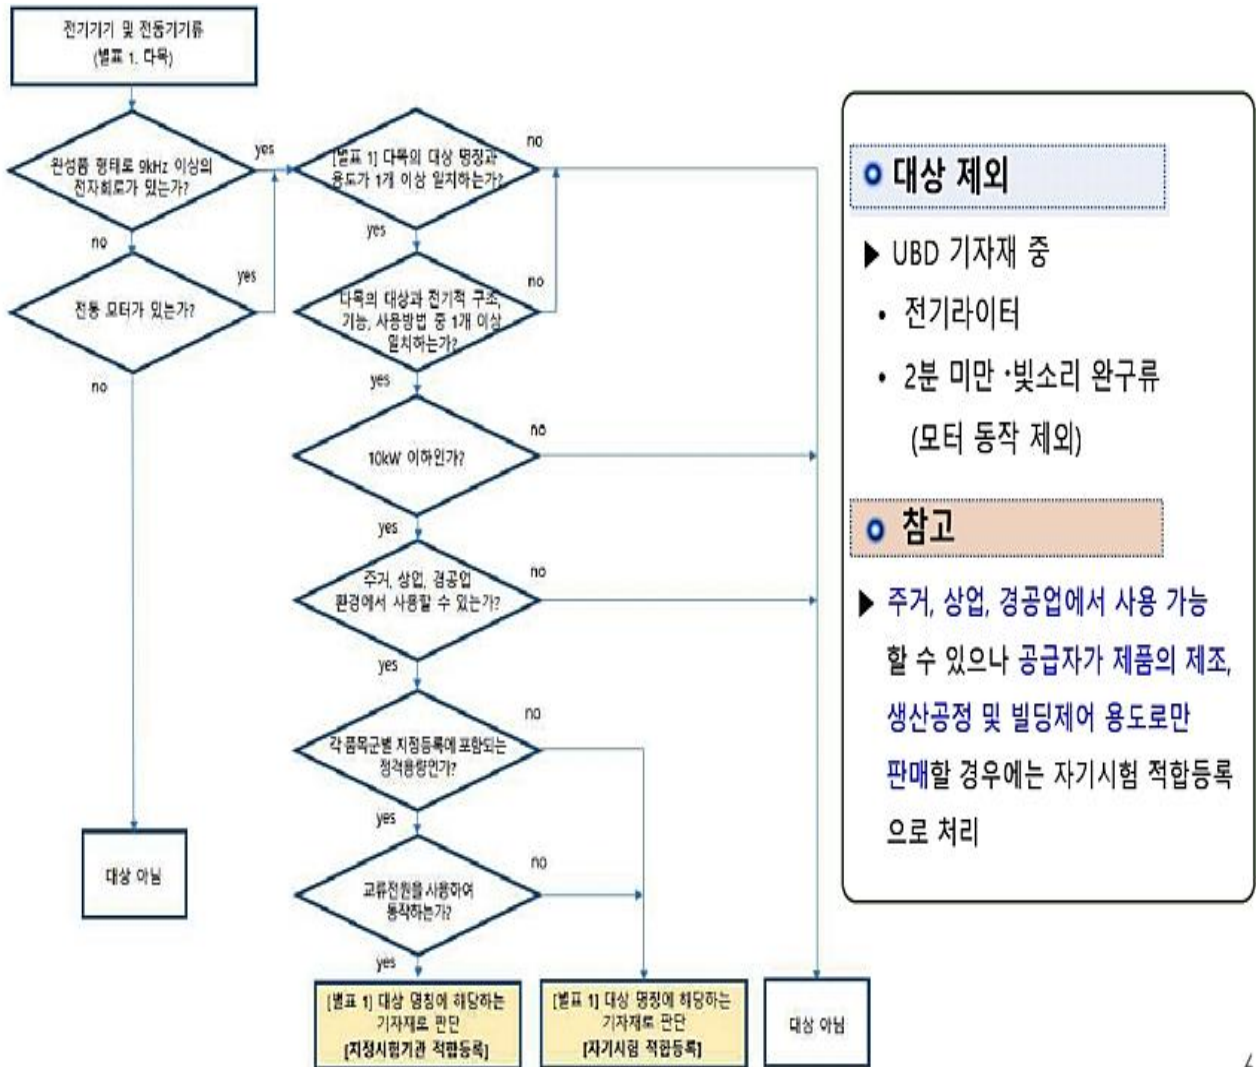 전기기기 및 전동기기류
(별표 1. 다목)
완성품 형태로 9kHz 이상의
전자회로가 있는가?
yes
no
전동 모터가 있는가?
yes
no
대상 아님
[별표 1] 다목의 대상 명칭과
용도가 1개 이상 일치하는가?
no
yes
다목의 대상과 전기적 구조,
기능, 사용방법 중 1개 이상
일치하는가?
no
yes
10kW 이하인가?
no
yes
주거, 상업, 경공업
환경에서 사용할 수 있는가?
no
yes
각 품목군별 지정등록에 포함되는
정격용량인가?
no
yes
교류전원을 사용하여
동작하는가?
no
yes
[별표 1] 대상 명칭에 해당하는
기자재로 판단
[지정시험기관 적합등록]
[별표 1] 대상 명칭에 해당하는
기자재로 판단
[자기시험 적합등록]
대상 아님
대상 제외
▶ UBD 기자재 중
• 전기라이터
• 2분 미만 ·빛소리 완구류
(모터 동작 제외)
참고
▶ 주거, 상업, 경공업에서 사용 가능
할 수 있으나 공급자가 제품의 제조,
생산공정 및 빌딩제어 용도로만
판매할 경우에는 자기시험 적합등록
으로 처리